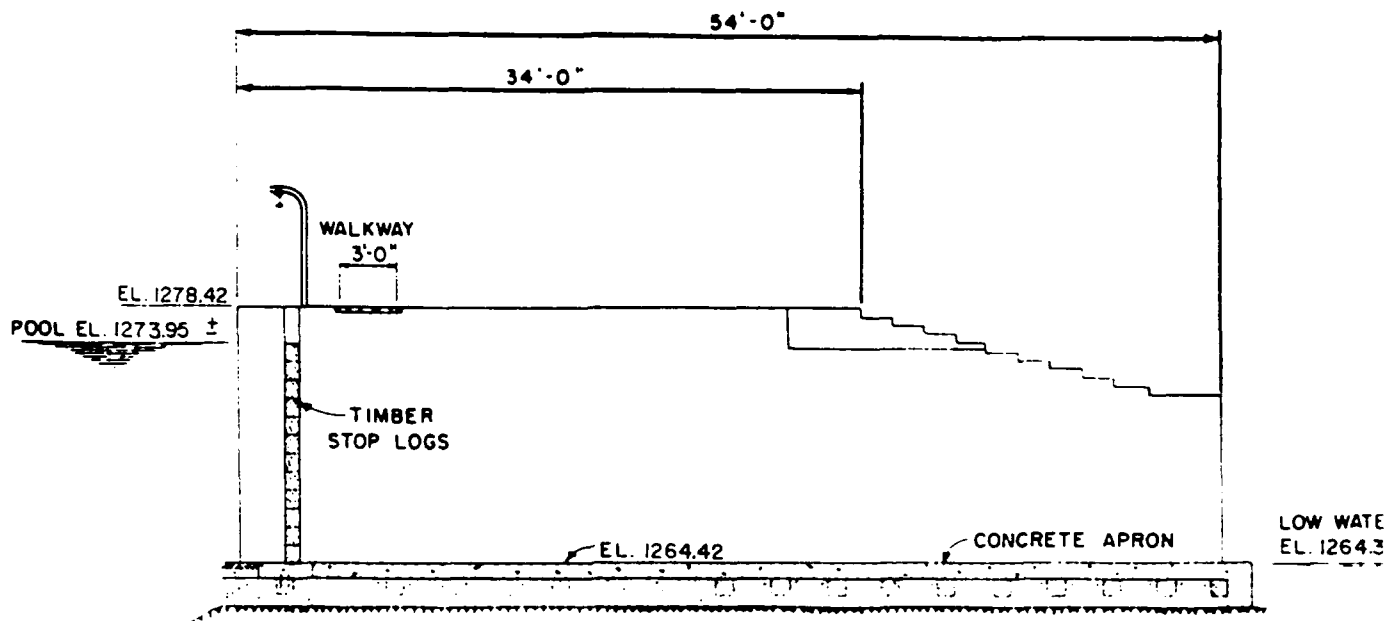 54'-0"
34'-0"
WALKWAY
3'-0"
EL. 1278.42
POOL EL. 1273.95 ±
TIMBER
STOP LOGS
EL. 1264.42
CONCRETE APRON
LOW WATE
EL. 1264.3